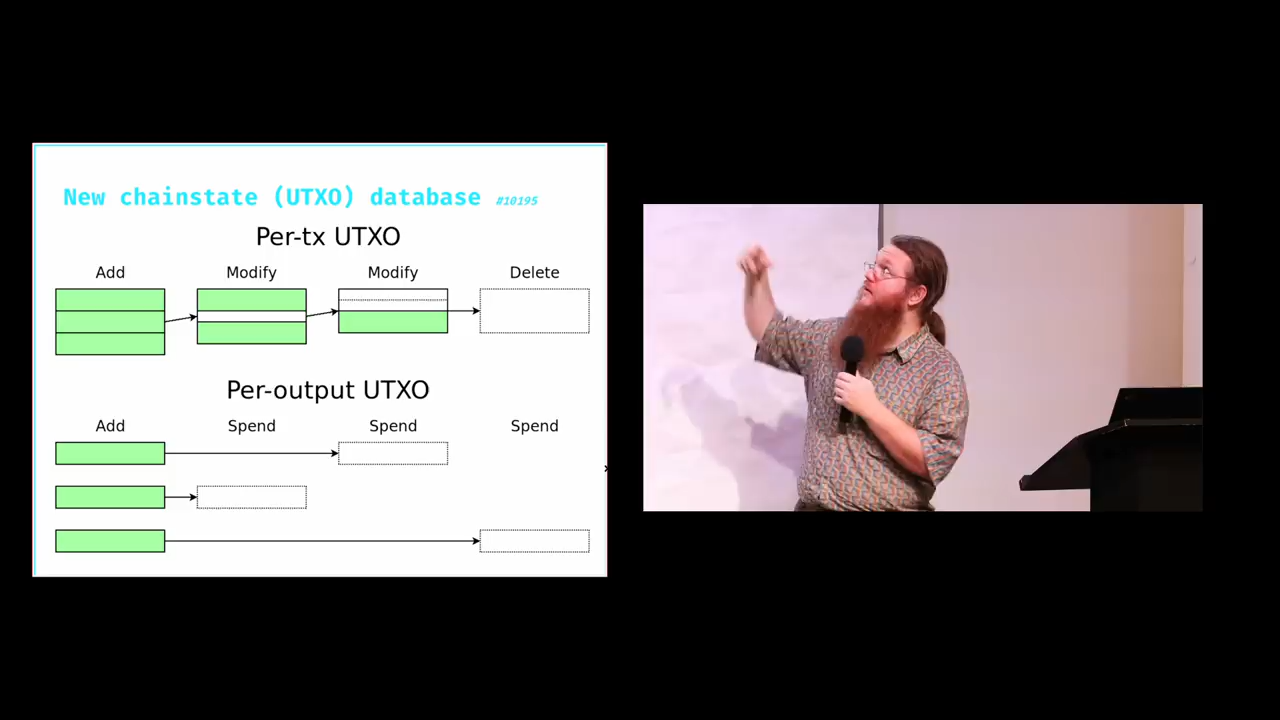 New chainstate (UTXO) database #10195
Per-tx UTXO
Add Modify Modify Delete
Per-output UTXO
Add Spend Spend Spend